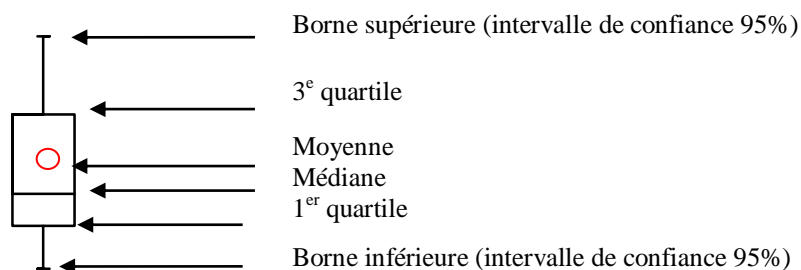 Borne supérieure (intervalle de confiance 95%)
3e quartile
Moyenne
Médiane
1er quartile
Borne inférieure (intervalle de confiance 95%)